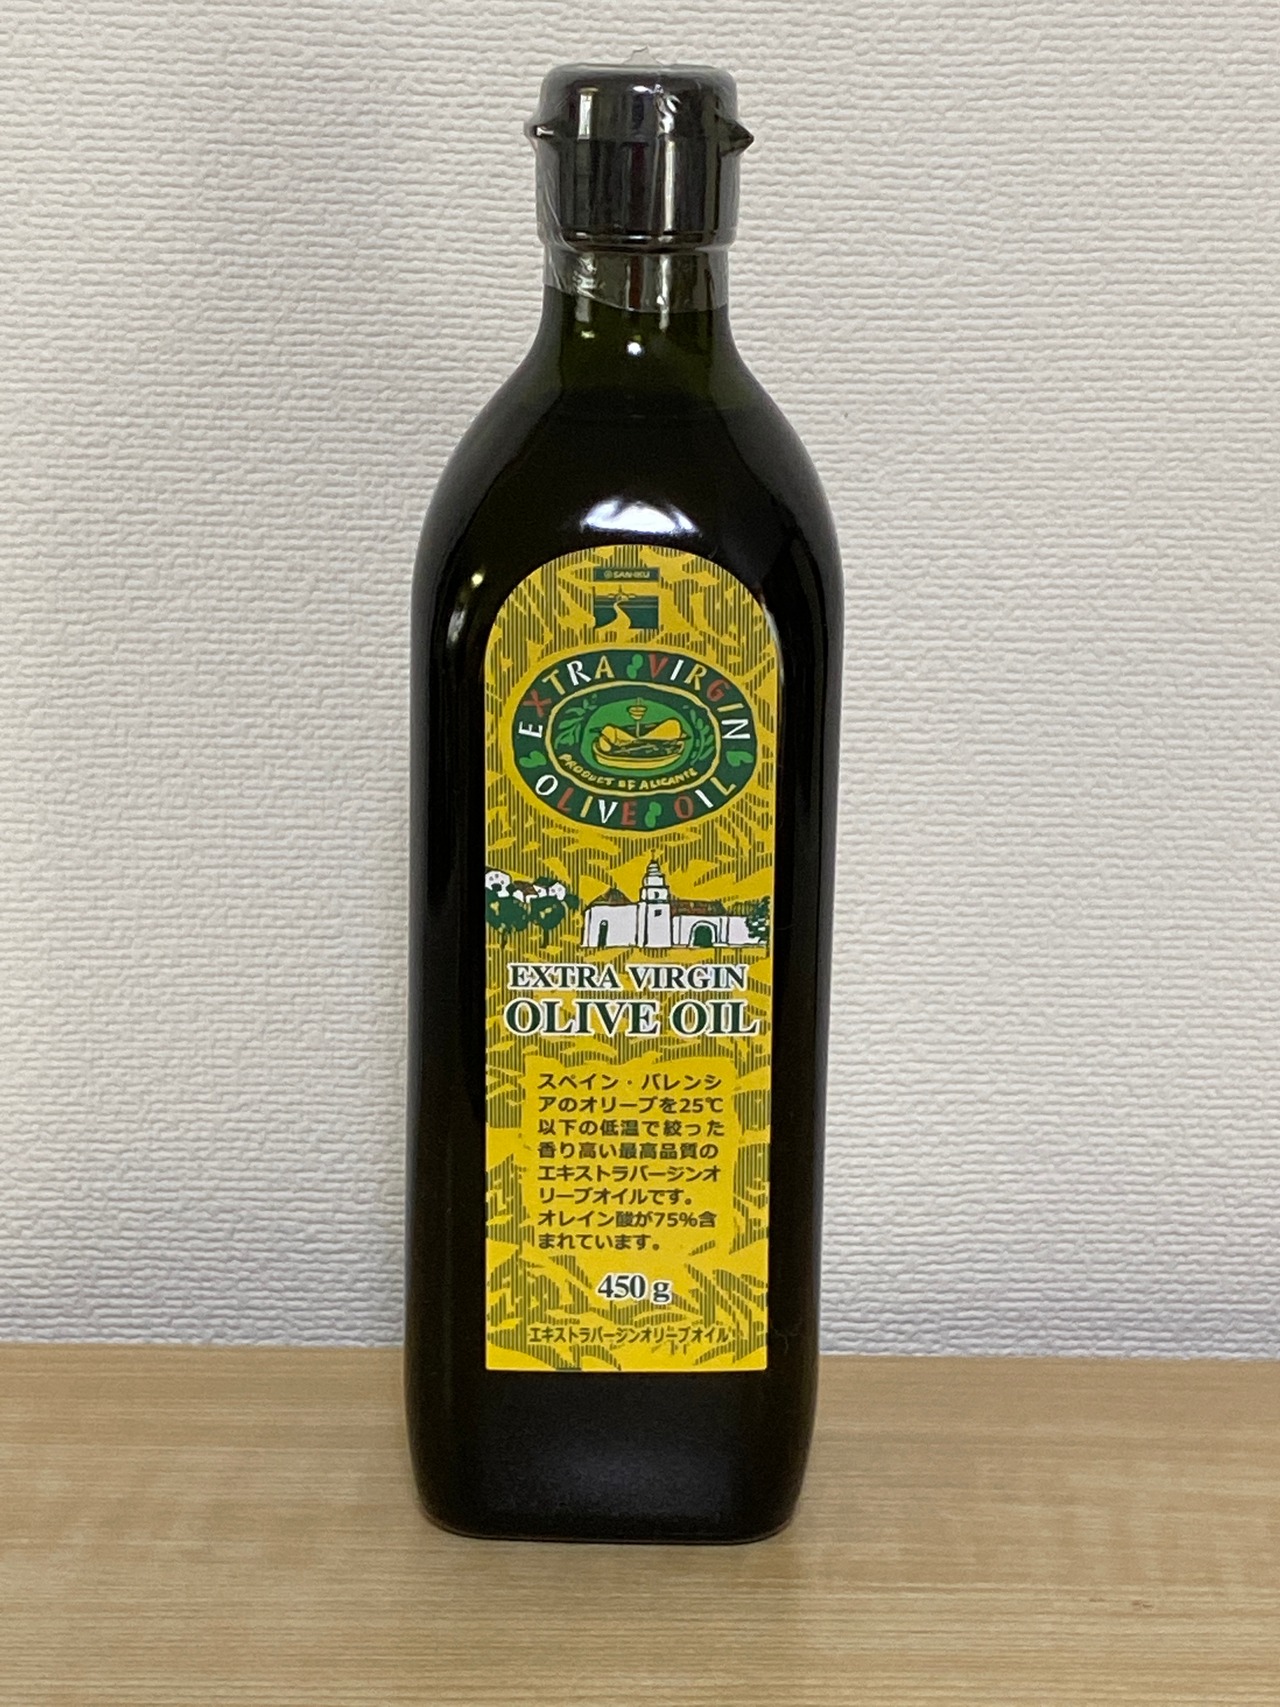 SAN-IKU
EXTRA VIRGIN
PRODUCT OF ALICANTE
OLIVE OIL
EXTRA VIRGIN
OLIVE OIL
スペイン・バレンシ
アのオリーブを25℃
以下の低温で絞った
香り高い最高品質の
エキストラバージンオ
リーブオイルです。
オレイン酸が75%含
まれています。
450g
エキストラバージンオリーブオイル